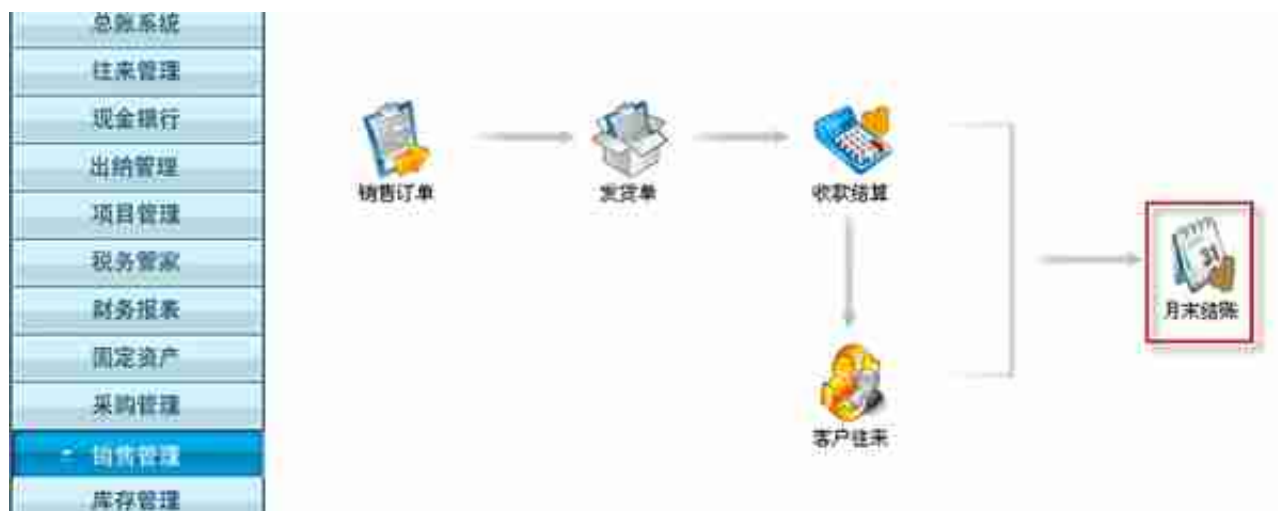 总账系统
往来管理
现金银行
出纳管理
项目管理
税务管家
财务报表
固定资产
采购管理
销售管理
库存管理
销售订单
发货单
收款结算
31
月末结账
客户往来